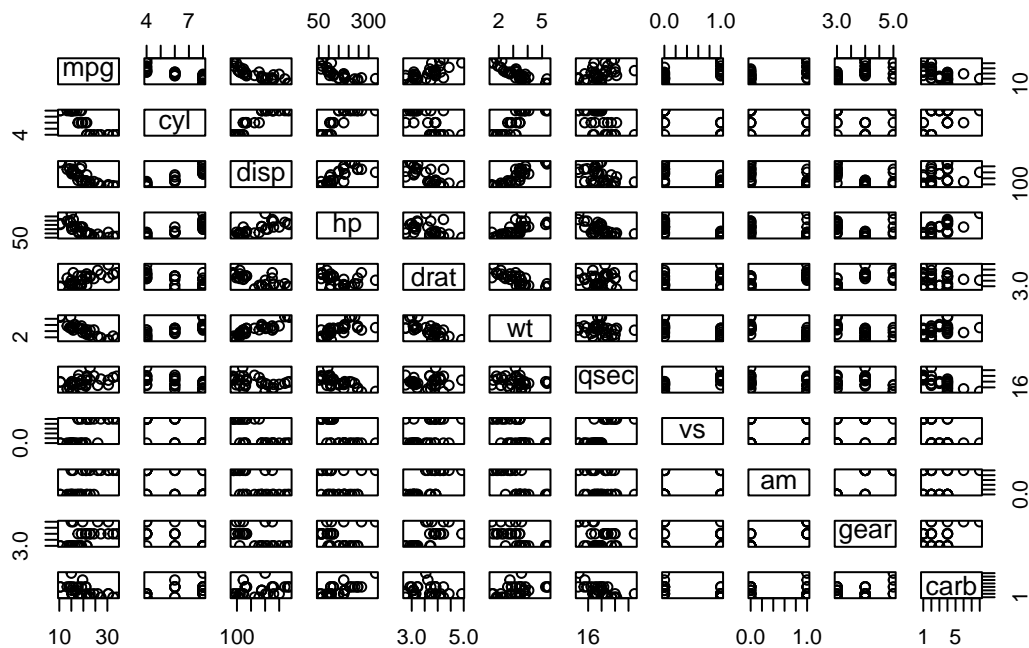 4 7 50 300 2 5 0.0 1.0 3.0 5.0
mpg 10
4 cyl
disp 100
50 hp
drat 3.0
2 wt
qsec 16
0.0 vs
am 0.0
3.0 gear
carb 1
10 30 100 3.0 5.0 16 0.0 1.0 1 5